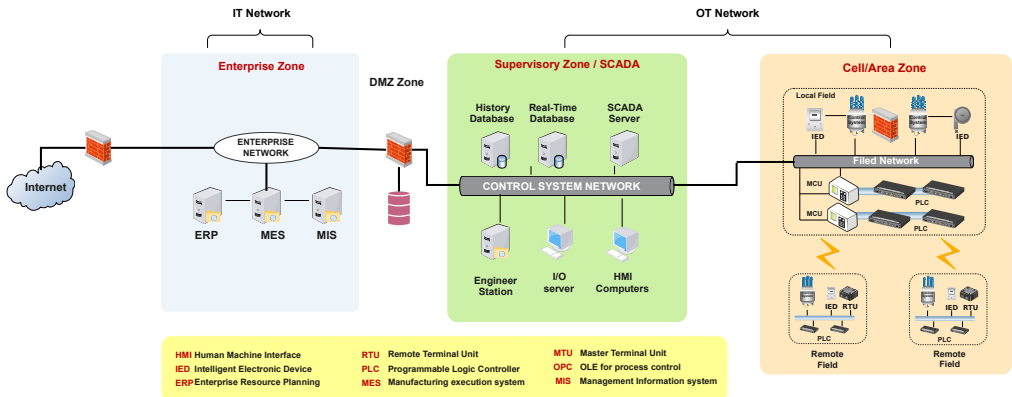 IT Network
OT Network
Enterprise Zone
DMZ Zone
Supervisory Zone / SCADA
Cell/Area Zone
Internet
ENTERPRISE
NETWORK
ERP
MES
MIS
History
Database
Real-Time
Database
SCADA
Server
CONTROL SYSTEM NETWORK
Engineer
Station
I/O
server
HMI
Computers
Local Field
IED
Control
System
Control
System
IED
Filed Network
MCU
PLC
MCU
PLC
IED
RTU
PLC
Remote
Field
IED
RTU
PLC
Remote
Field
HMI Human Machine Interface
IED Intelligent Electronic Device
ERP Enterprise Resource Planning
RTU Remote Terminal Unit
PLC Programmable Logic Controller
MES Manufacturing execution system
MTU Master Terminal Unit
OPC OLE for process control
MIS Management Information system